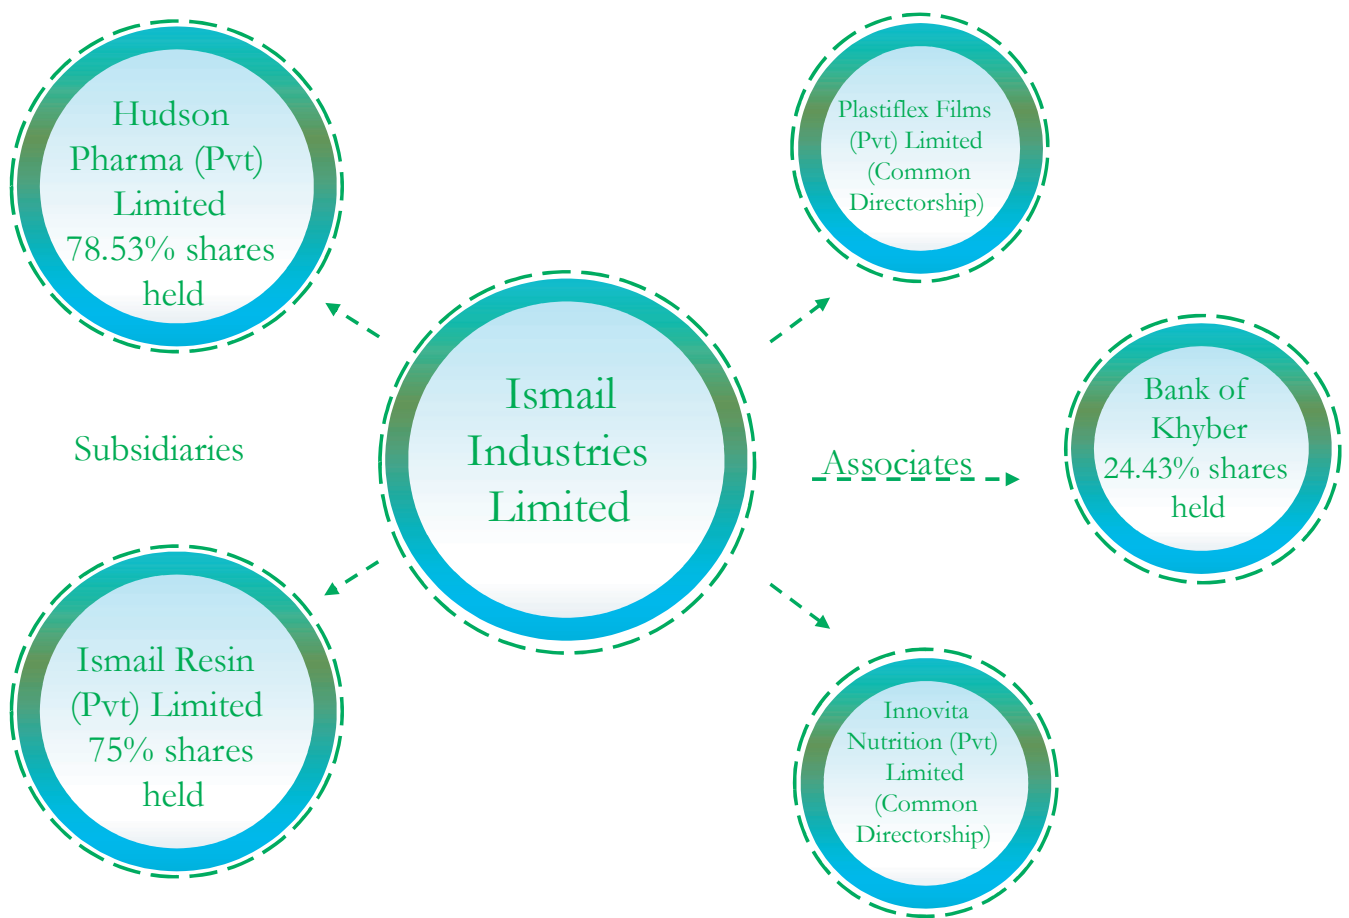 Hudson
Pharma (Pvt)
Limited
78.53% shares
held
Plastiflex Films
(Pvt) Limited
(Common
Directorship)
Ismail
Industries
Limited
Subsidiaries
Associates
Bank of
Khyber
24.43% shares
held
Ismail Resin
(Pvt) Limited
75% shares
held
Innovita
Nutrition (Pvt)
Limited
(Common
Directorship)